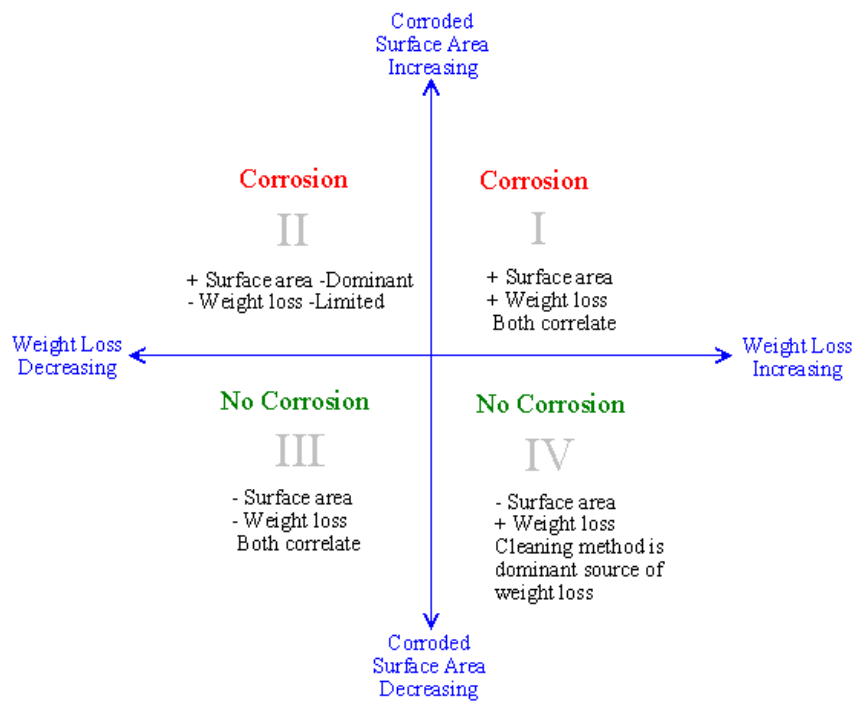 Corroded
Surface Area
Increasing
Corrosion
II
+ Surface area -Dominant
- Weight loss -Limited
Corrosion
I
+ Surface area
+ Weight loss
Both correlate
Weight Loss
Decreasing
Weight Loss
Increasing
No Corrosion
III
- Surface area
- Weight loss
Both correlate
No Corrosion
IV
- Surface area
+ Weight loss
Cleaning method is
dominant source of
weight loss
Corroded
Surface Area
Decreasing